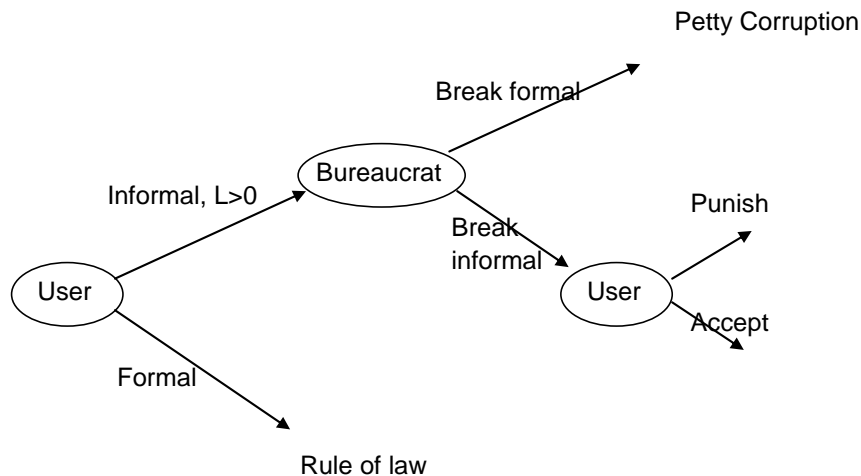 Petty Corruption
Break formal
Bureaucrat
Informal, L>0
Punish
Break
informal
User
User
Accept
Formal
Rule of law